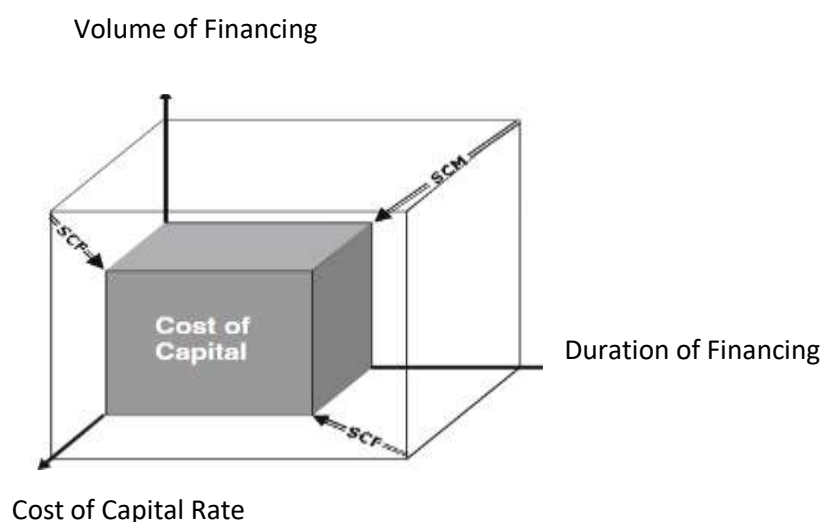 Volume of Financing
SCM
SCF
Cost of
Capital
Duration of Financing
SCF
Cost of Capital Rate